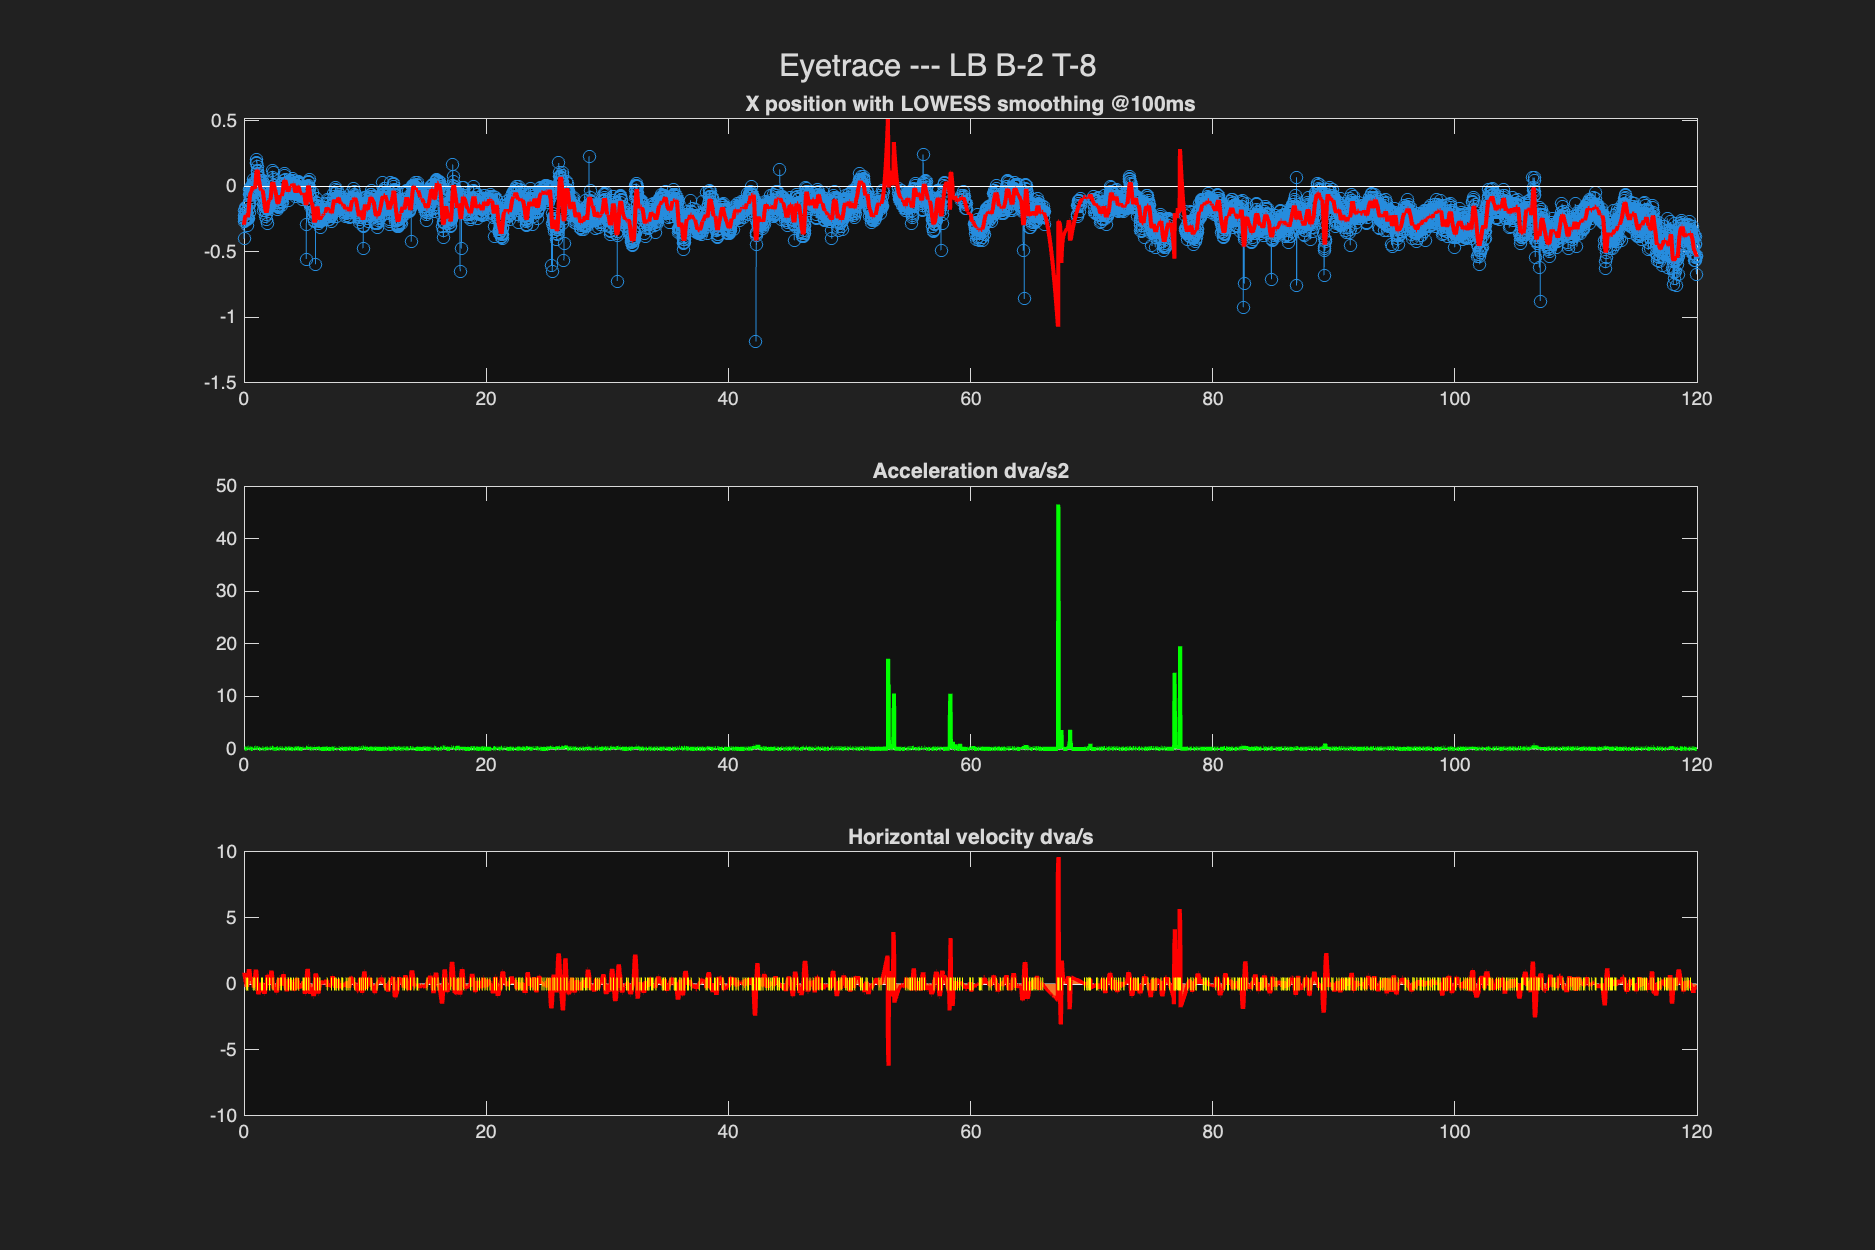 Eyetrace --- LB B-2 T-8
X position with LOWESS smoothing @100ms
0.5
0
-0.5
-1
-1.5
0 20 40 60 80 100 120
Acceleration dva/s2
50
40
30
20
10
0
0 20 40 60 80 100 120
Horizontal velocity dva/s
10
5
0
-5
-10
0 20 40 60 80 100 120